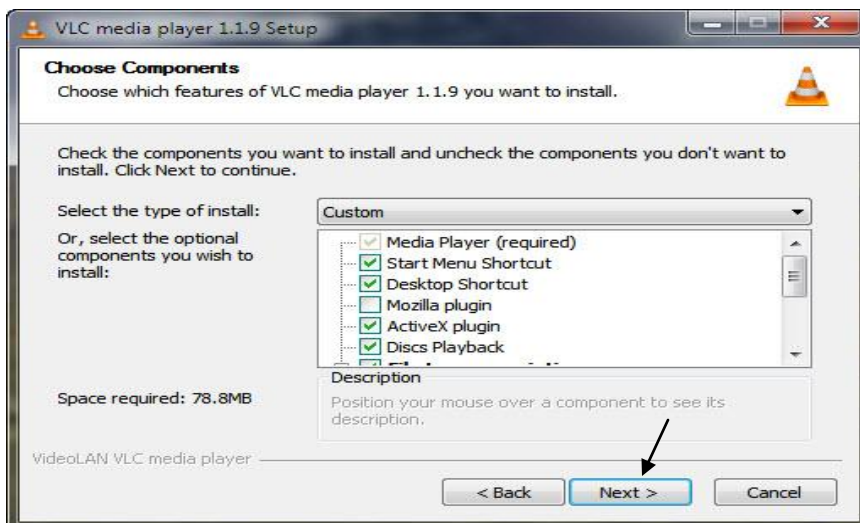 VLC media player 1.1.9 Setup
Choose Components
Choose which features of VLC media player 1.1.9 you want to install.
Check the components you want to install and uncheck the components you don't want to
install. Click Next to continue.
Select the type of install:
Custom
Or, select the optional
components you wish to
install:
Media Player (required)
Start Menu Shortcut
Desktop Shortcut
Mozilla plugin
ActiveX plugin
Discs Playback
Space required: 78.8MB
Description
Position your mouse over a component to see its
description.
VideoLAN VLC media player
< Back
Next >
Cancel